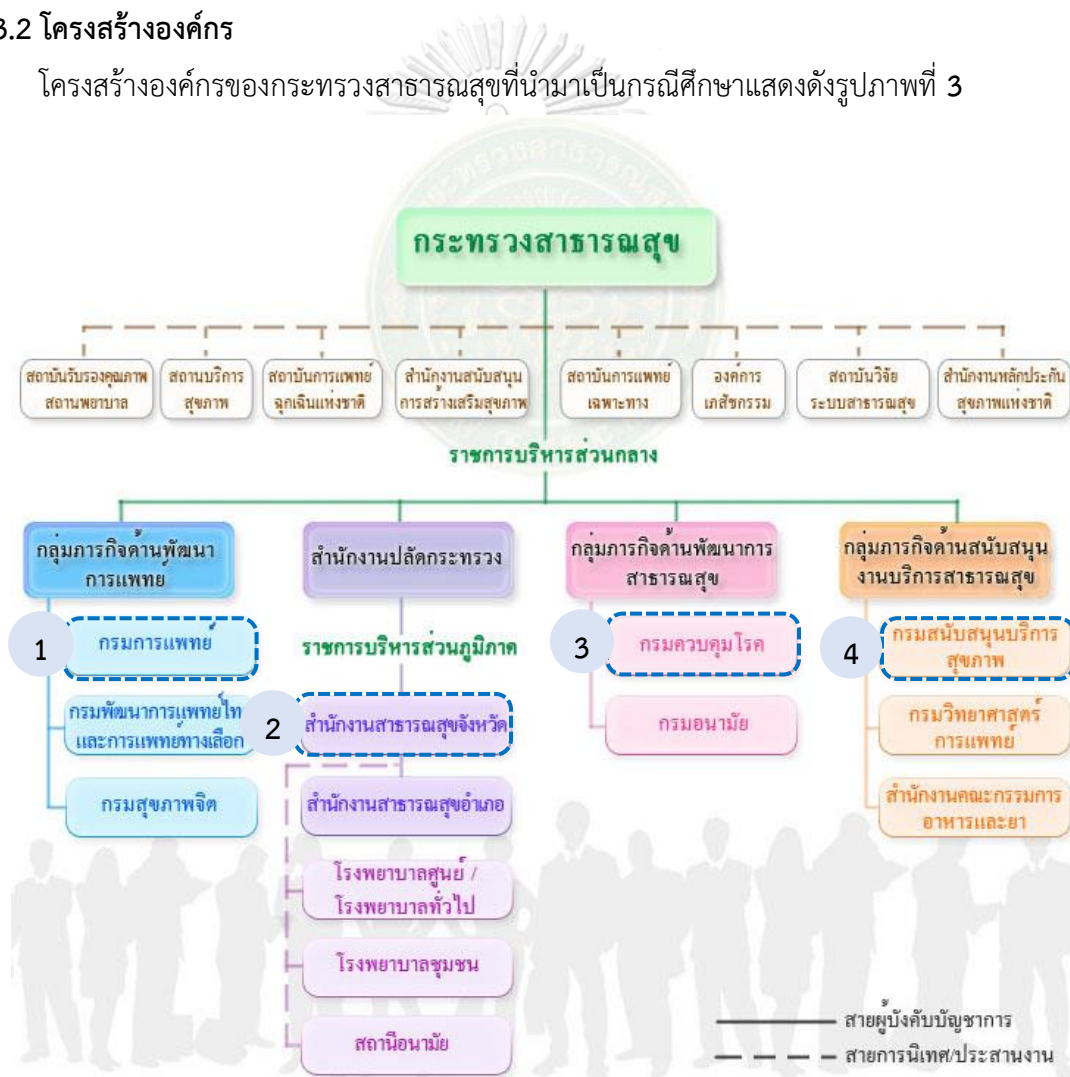 3.2 โครงสร้างองค์กร
โครงสร้างองค์กรของกระทรวงสาธารณสุขที่นำมาเป็นกรณีศึกษาแสดงดังรูปภาพที่ 3
กระทรวงสาธารณสุข
สถาบันรับรองคุณภาพ
สถานพยาบาล
สถานบริการ
สุขภาพ
สถาบันการแพทย์
ฉุกเฉินแห่งชาติ
สำนักงานสนับสนุน
การสร้างเสริมสุขภาพ
สถาบันการแพทย์
เฉพาะทาง
องค์การ
เภสัชกรรม
สถาบันวิจัย
ระบบสาธารณสุข
สำนักงานหลักประกัน
สุขภาพแห่งชาติ
ราชการบริหารส่วนกลาง
กลุ่มภารกิจด้านพัฒนา
การแพทย์
1
กรมการแพทย์
กรมพัฒนาการแพทย์ไท
และการแพทย์ทางเลือก
กรมสุขภาพจิต
สำนักงานปลัดกระทรวง
ราชการบริหารส่วนภูมิภาค
2
สำนักงานสาธารณสุขจังหวัด
สำนักงานสาธารณสุขอำเภอ
โรงพยาบาลศูนย์ /
โรงพยาบาลทั่วไป
โรงพยาบาลชุมชน
สถานีอนามัย
กลุ่มภารกิจด้านพัฒนาการ
สาธารณสุข
3
กรมควบคุมโรค
กรมอนามัย
กลุ่มภารกิจด้านสนับสนุน
งานบริการสาธารณสุข
4
กรมสนับสนุนบริการ
สุขภาพ
กรมวิทยาศาสตร์
การแพทย์
สำนักงานคณะกรรมการ
อาหารและยา
สายผู้บังคับบัญชาการ
สายการนิเทศ/ประสานงาน